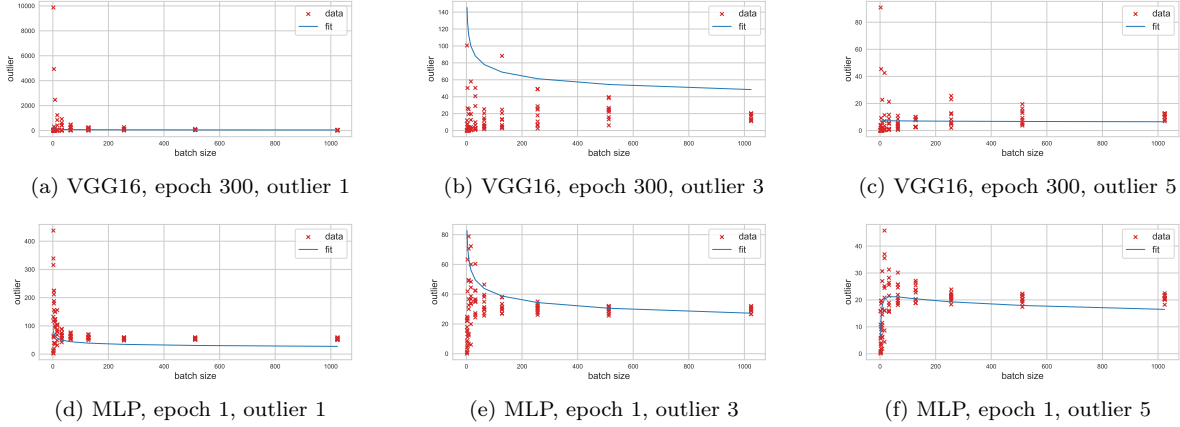 10000
8000
6000
4000
2000
0
outlier
0 200 400 600 800 1000
batch size
data
fit
(a) VGG16, epoch 300, outlier 1
140
120
100
80
60
40
20
0
outlier
0 200 400 600 800 1000
batch size
data
fit
(b) VGG16, epoch 300, outlier 3
80
60
40
20
0
outlier
0 200 400 600 800 1000
batch size
data
fit
(c) VGG16, epoch 300, outlier 5
400
300
200
100
0
outlier
0 200 400 600 800 1000
batch size
data
fit
(d) MLP, epoch 1, outlier 1
80
60
40
20
0
outlier
0 200 400 600 800 1000
batch size
data
fit
(e) MLP, epoch 1, outlier 3
40
30
20
10
0
outlier
0 200 400 600 800 1000
batch size
data
fit
(f) MLP, epoch 1, outlier 5